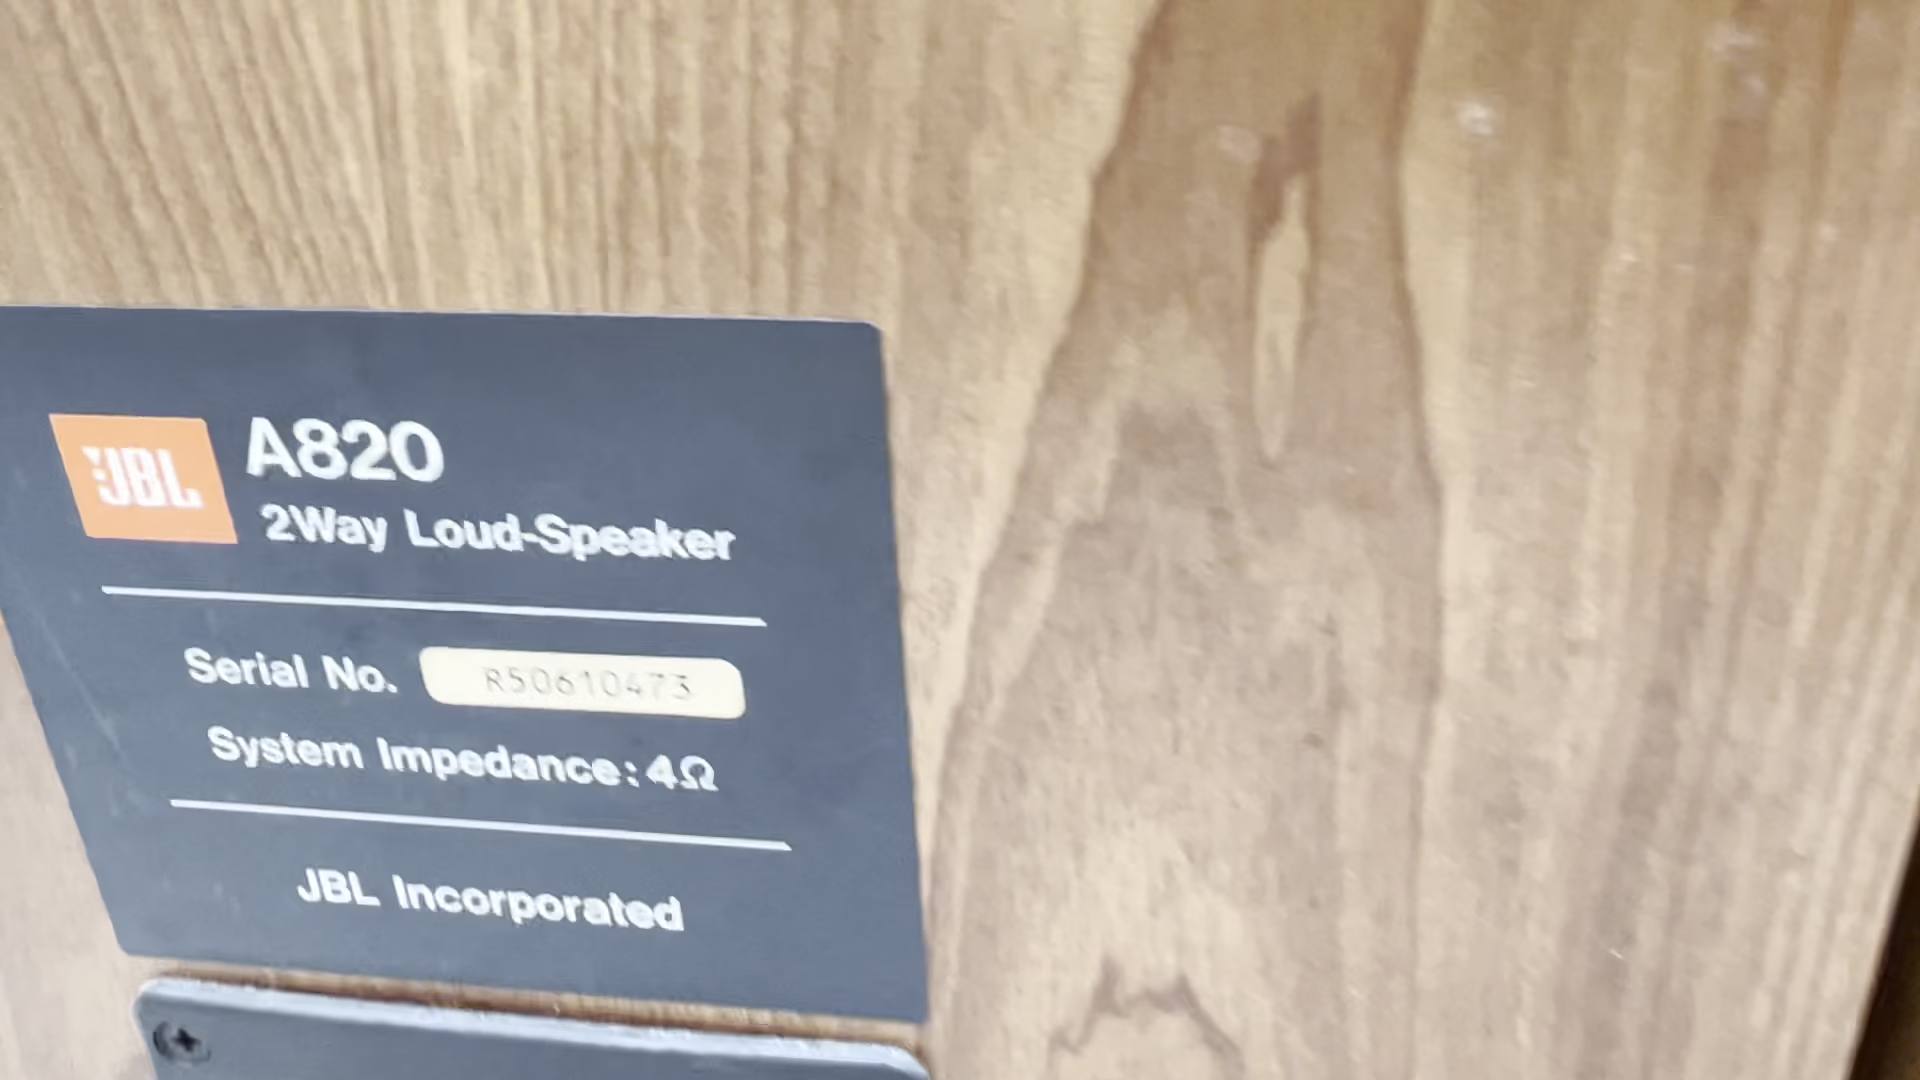 JBL A820
2Way Loud-Speaker
Serial No. R50610473
System Impedance: 4Ω
JBL Incorporated